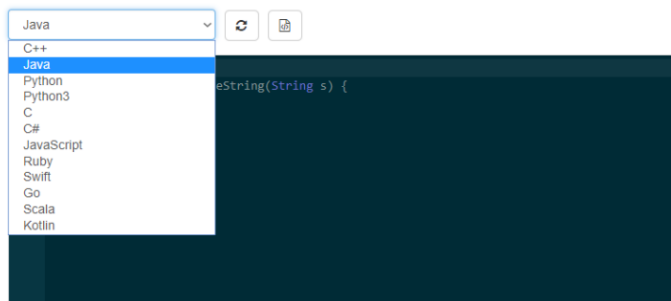 Java
C++
Java
Python
Python3
C
C#
JavaScript
Ruby
Swift
Go
Scala
Kotlin
eString(String s) {